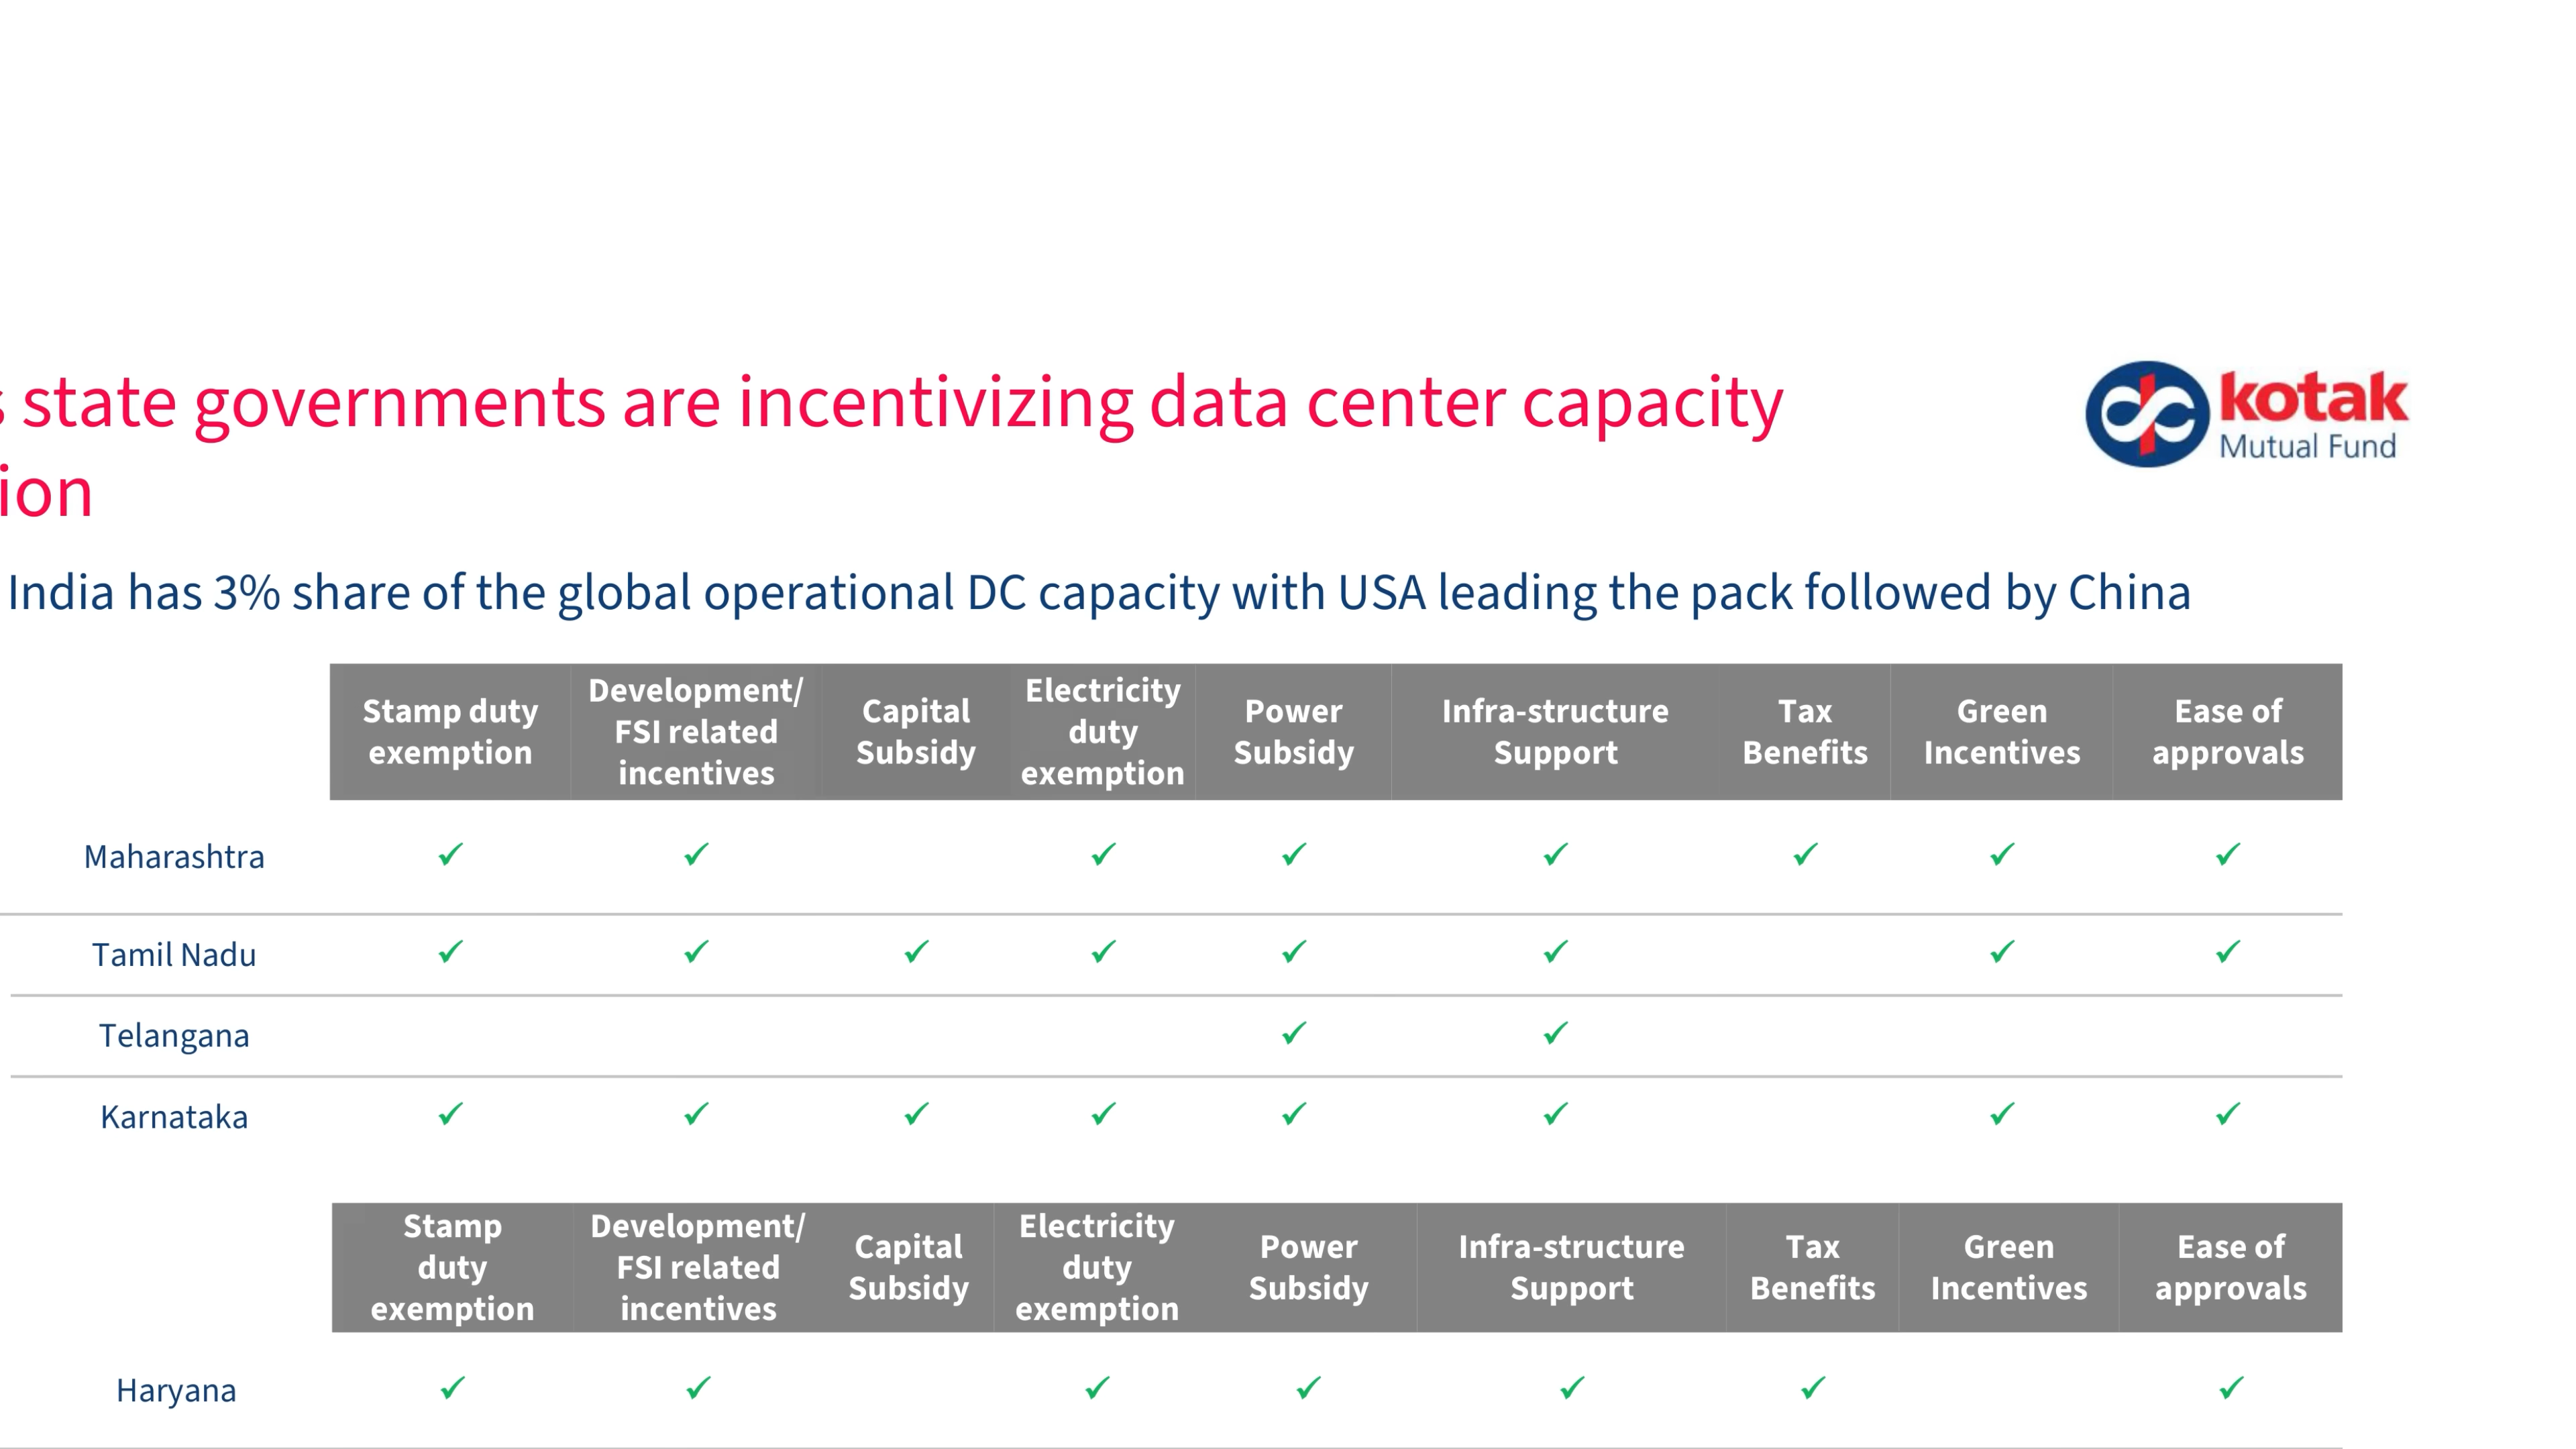 s state governments are incentivizing data center capacity
ion
kotak
Mutual Fund
India has 3% share of the global operational DC capacity with USA leading the pack followed by China
Stamp duty exemption Development/ FSI related incentives Capital Subsidy Electricity duty exemption Power Subsidy Infra-structure Support Tax Benefits Green Incentives Ease of approvals
Maharashtra ✓ ✓ ✓ ✓ ✓ ✓ ✓ ✓
Tamil Nadu ✓ ✓ ✓ ✓ ✓ ✓ ✓ ✓
Telangana ✓ ✓
Karnataka ✓ ✓ ✓ ✓ ✓ ✓ ✓ ✓
Stamp duty exemption Development/ FSI related incentives Capital Subsidy Electricity duty exemption Power Subsidy Infra-structure Support Tax Benefits Green Incentives Ease of approvals
Haryana ✓ ✓ ✓ ✓ ✓ ✓ ✓